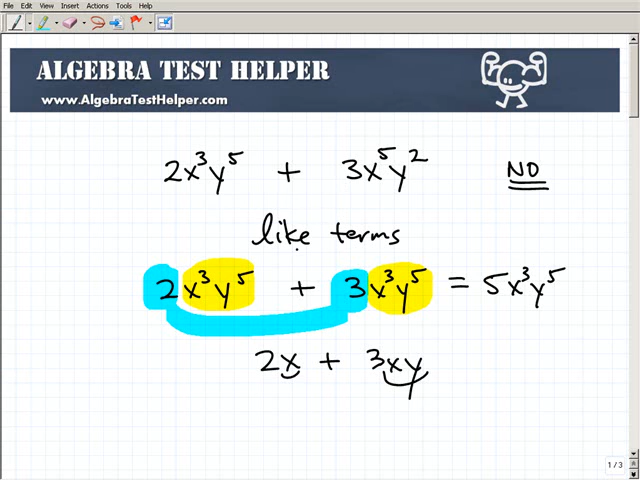 File Edit View Insert Actions Tools Help
ALGEBRA TEST HELPER
www.AlgebraTestHelper.com
2x³y⁵ + 3x⁵y² NO
like terms
2x³y⁵ + 3x³y⁵ = 5x³y⁵
2x + 3xy
1/3